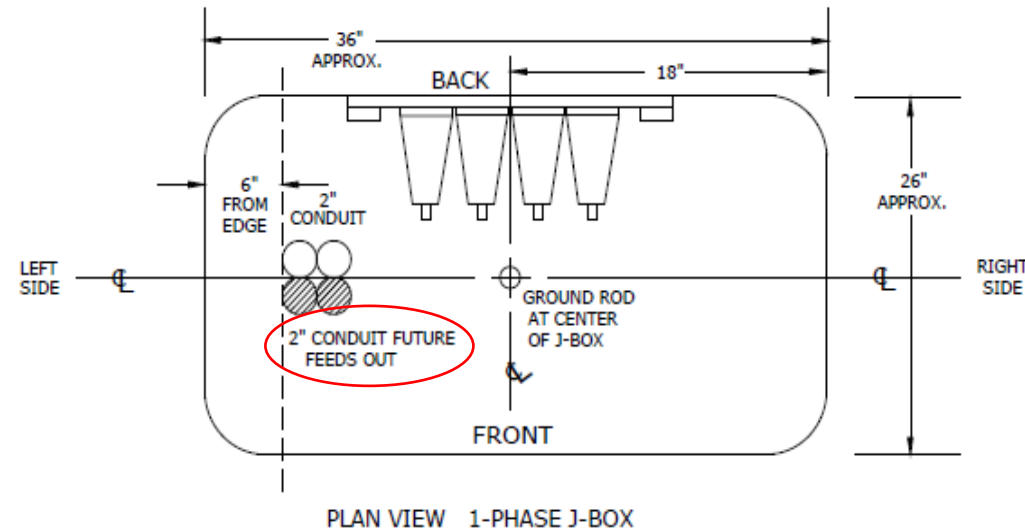 36"
APPROX.
BACK
18"
6"
FROM
EDGE
2"
CONDUIT
26"
APPROX.
LEFT
SIDE
℄
℄
RIGHT
SIDE
GROUND ROD
AT CENTER
OF J-BOX
2" CONDUIT FUTURE
FEEDS OUT
℄
FRONT
PLAN VIEW 1-PHASE J-BOX